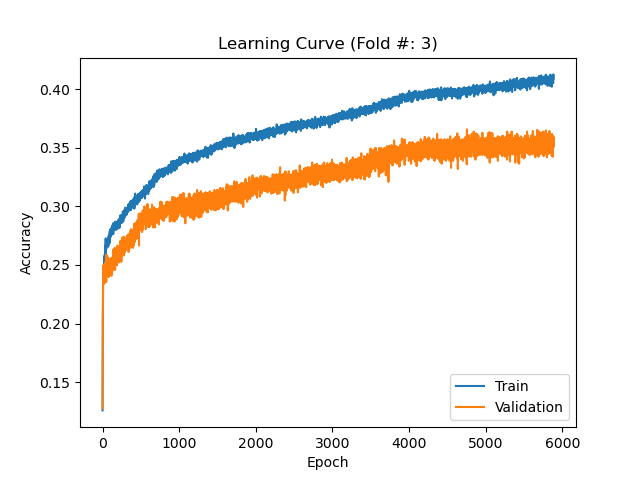 Learning Curve (Fold #: 3)
Accuracy
0.40
0.35
0.30
0.25
0.20
0.15
0 1000 2000 3000 4000 5000 6000
Epoch
Train
Validation